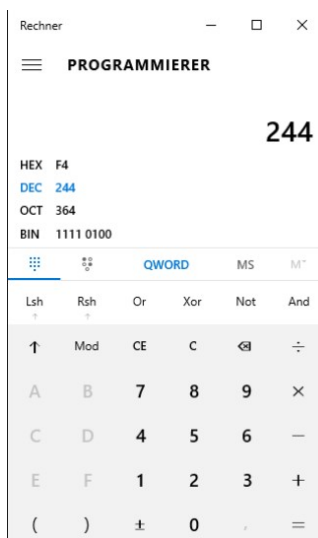 Rechner
PROGRAMMIERER
244
HEX F4
DEC 244
OCT 364
BIN 1111 0100
QWORD MS M˅
Lsh Rsh Or Xor Not And
↑ Mod CE C ⌫ ÷
A B 7 8 9 ×
C D 4 5 6 −
E F 1 2 3 +
( ) ± 0 , =